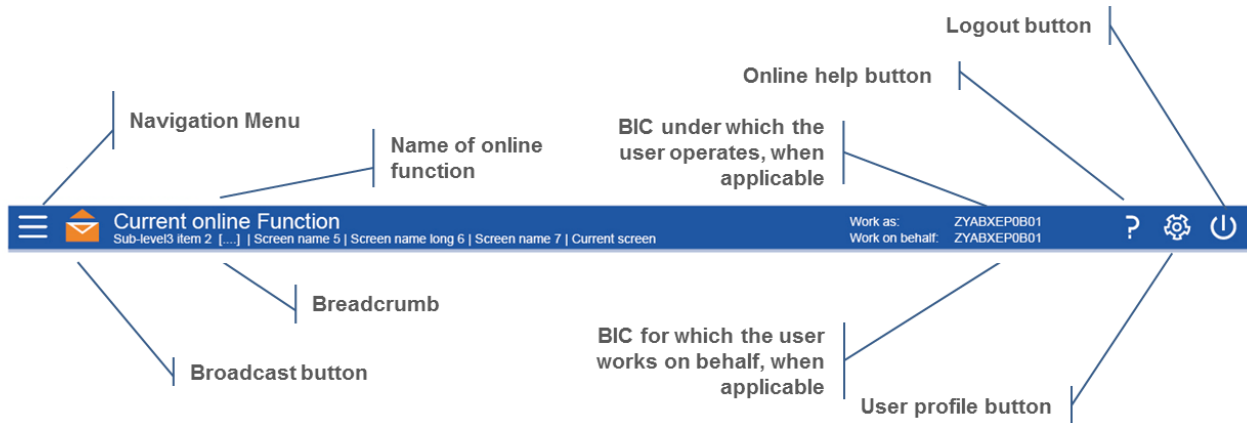 Logout button
Online help button
Navigation Menu
Name of online
function
BIC under which the
user operates, when
applicable
Current online Function
Sub-level3 item 2 [....] | Screen name 5 | Screen name long 6 | Screen name 7 | Current screen
Work as: ZYABXEP0B01
Work on behalf: ZYABXEP0B01
?
Breadcrumb
Broadcast button
BIC for which the user
works on behalf, when
applicable
User profile button